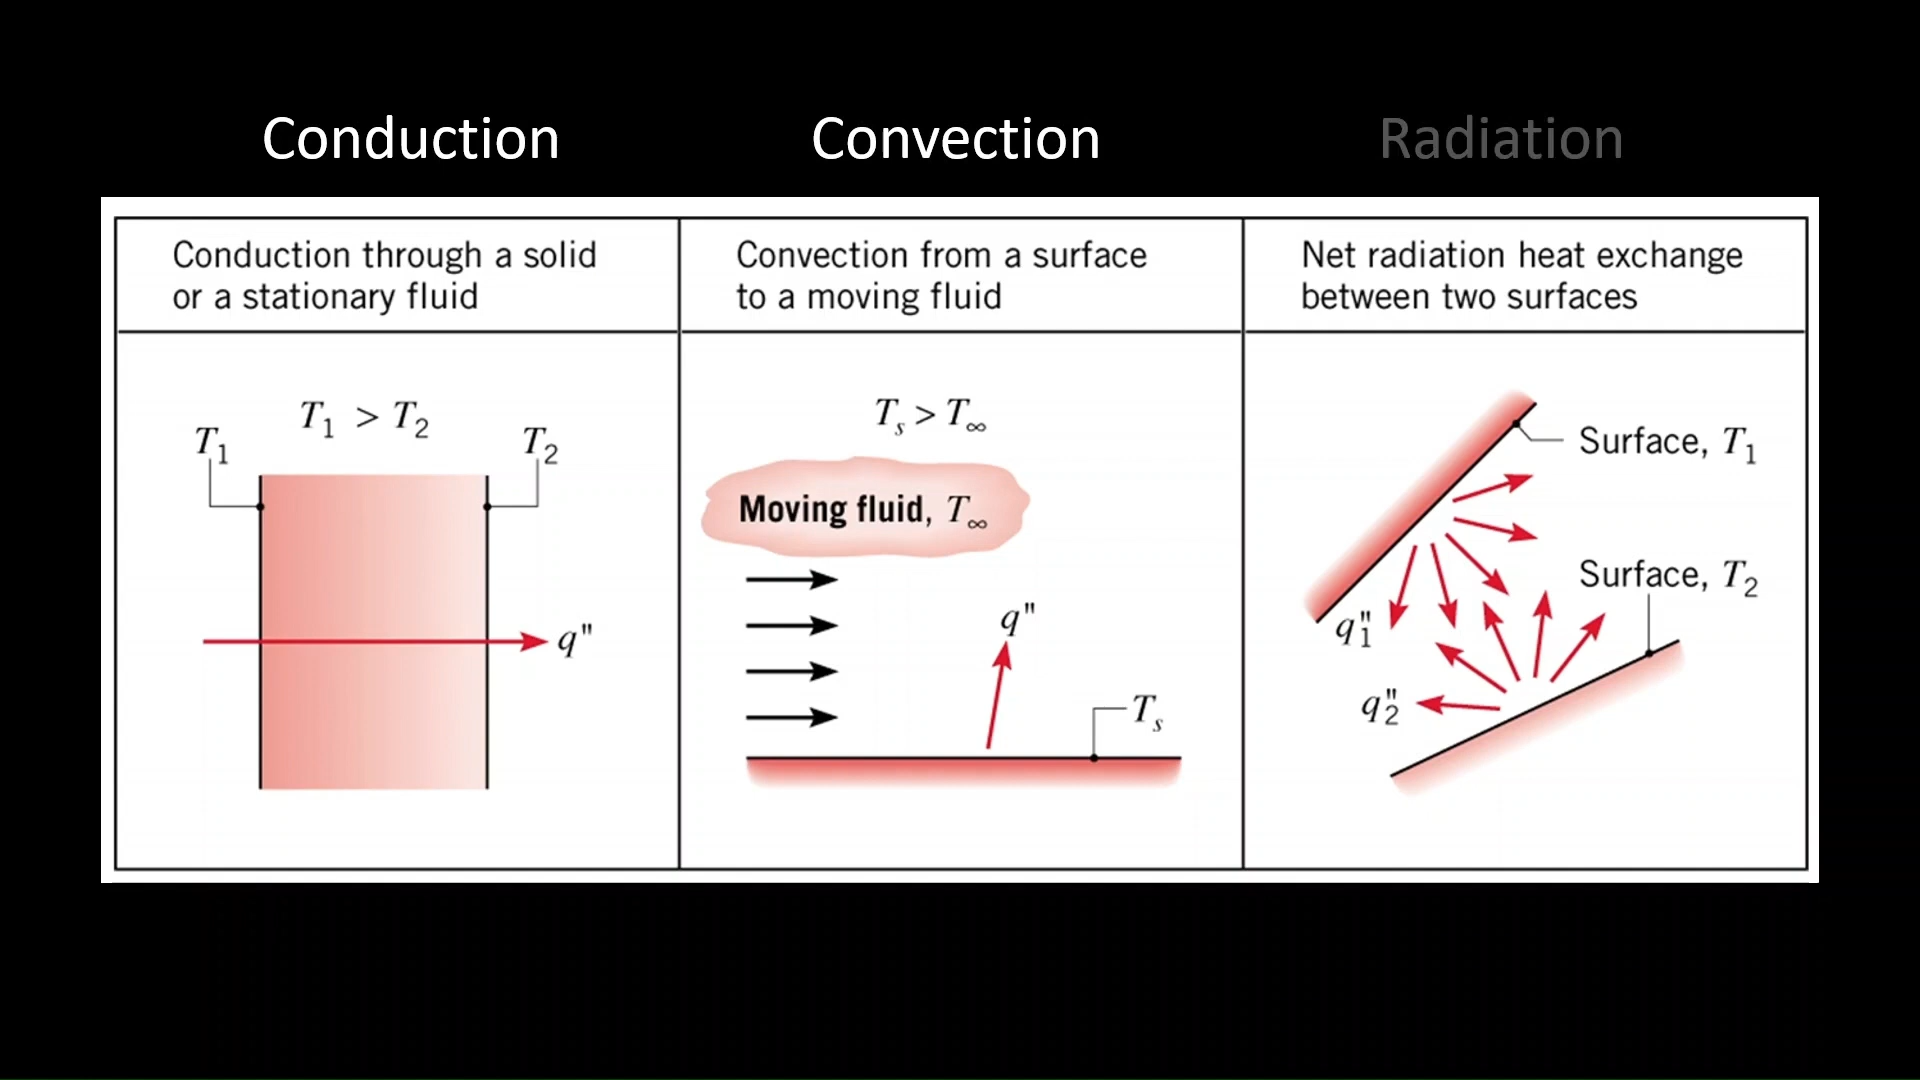 Conduction
Convection
Radiation
Conduction through a solid
or a stationary fluid
Convection from a surface
to a moving fluid
Net radiation heat exchange
between two surfaces
T₁ > T₂
T₁
T₂
q"
Tₛ > T∞
Moving fluid, T∞
q"
Tₛ
Surface, T₁
Surface, T₂
q₁"
q₂"